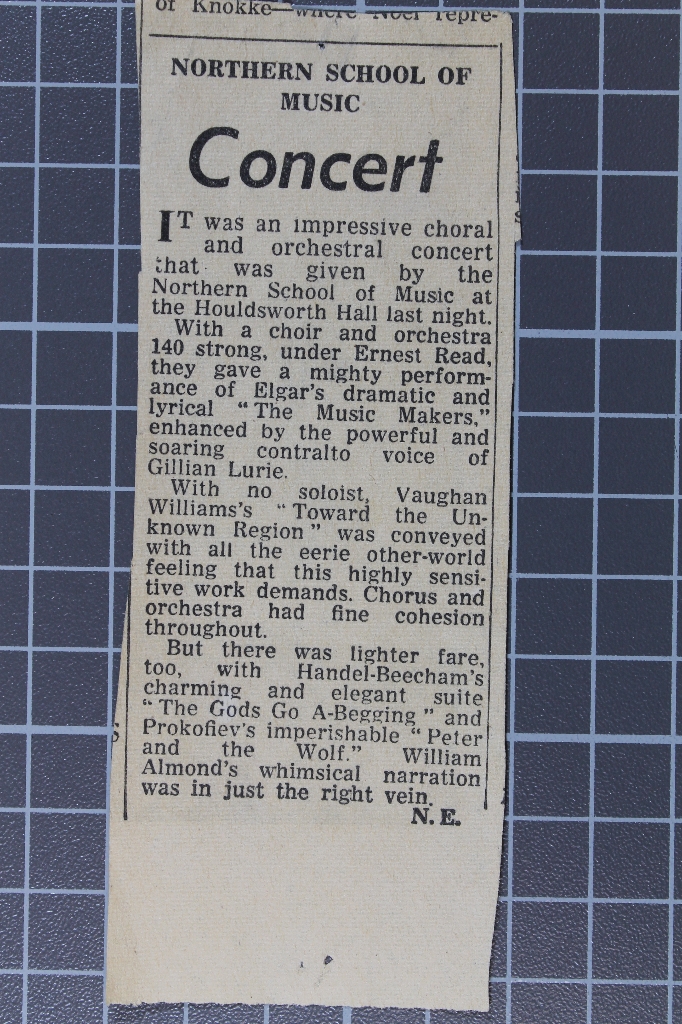 of Knokke—where Noel repre-
NORTHERN SCHOOL OF
MUSIC
Concert
IT was an impressive choral
and orchestral concert
that was given by the
Northern School of Music at
the Houldsworth Hall last night.
With a choir and orchestra
140 strong, under Ernest Read,
they gave a mighty perform-
ance of Elgar's dramatic and
lyrical "The Music Makers,"
enhanced by the powerful and
soaring contralto voice of
Gillian Lurie.
With no soloist, Vaughan
Williams's "Toward the Un-
known Region" was conveyed
with all the eerie other-world
feeling that this highly sensi-
tive work demands. Chorus and
orchestra had fine cohesion
throughout.
But there was lighter fare,
too, with Handel-Beecham's
charming and elegant suite
"The Gods Go A-Begging" and
Prokofiev's imperishable "Peter
and the Wolf." William
Almond's whimsical narration
was in just the right vein.
N. E.